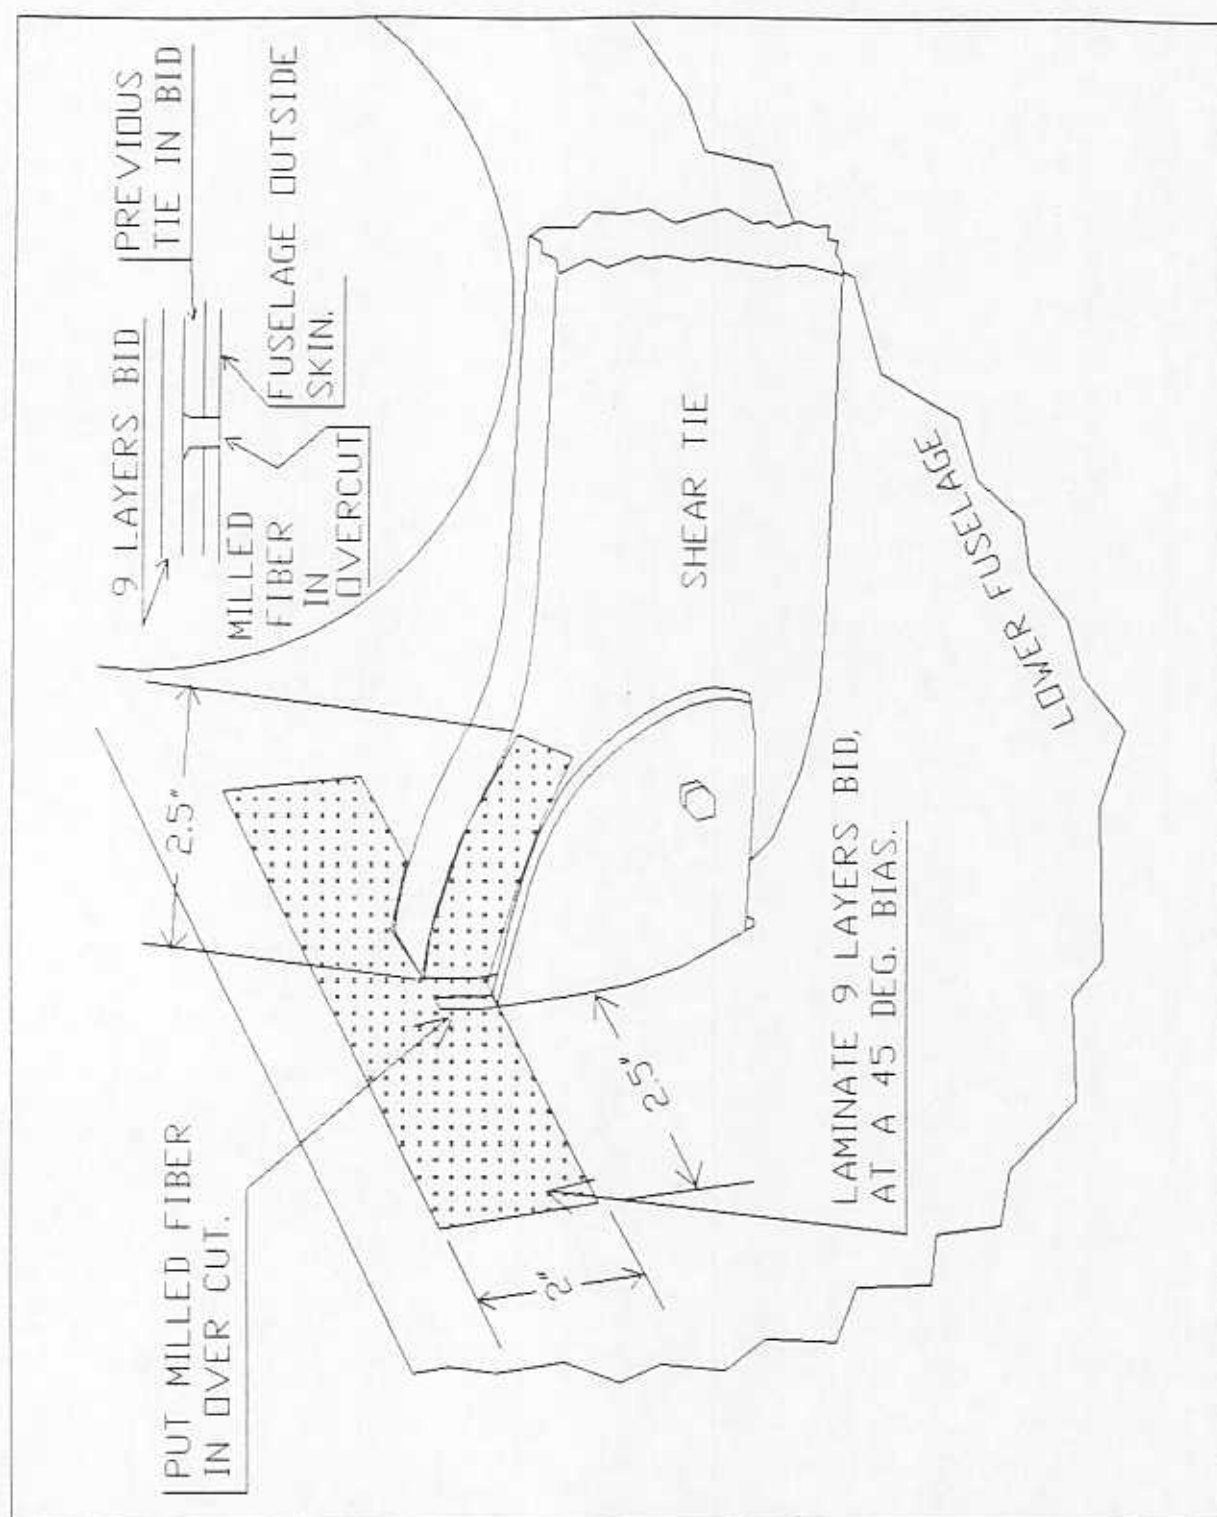 PREVIOUS
TIE IN BID
9 LAYERS BID
FUSELAGE OUTSIDE
SKIN.
MILLED
FIBER
IN
OVERCUT
2.5"
PUT MILLED FIBER
IN OVER CUT.
SHEAR TIE
2.5"
2"
LOWER FUSELAGE
LAMINATE 9 LAYERS BID,
AT A 45 DEG. BIAS.